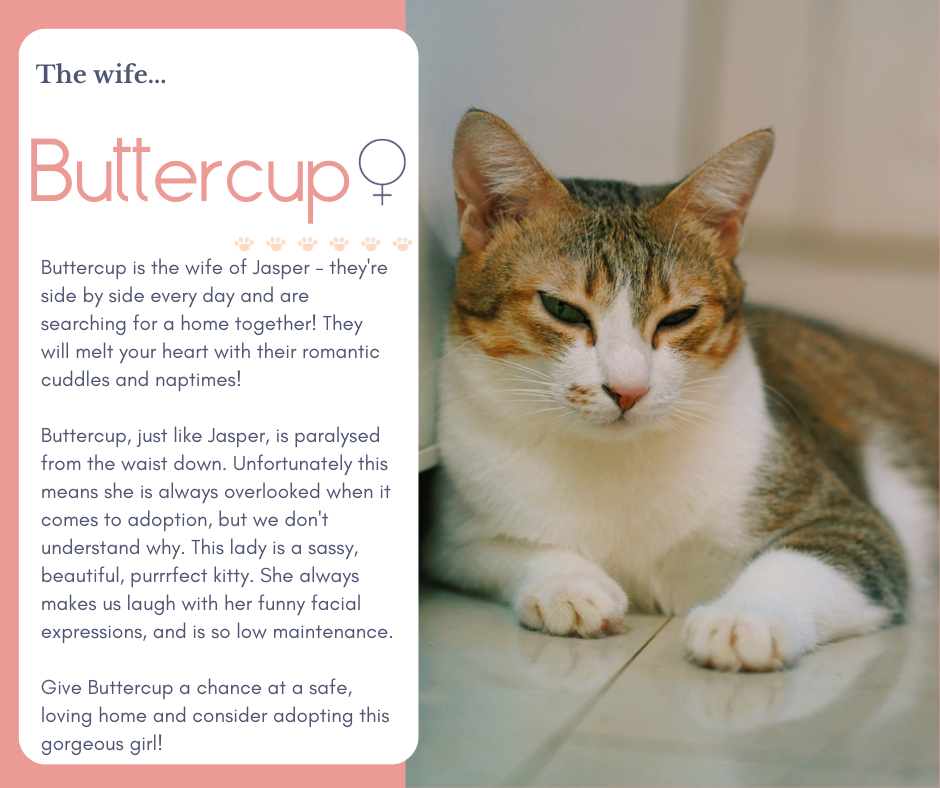 The wife...
Buttercup
Buttercup is the wife of Jasper - they're
side by side every day and are
searching for a home together! They
will melt your heart with their romantic
cuddles and naptimes!
Buttercup, just like Jasper, is paralysed
from the waist down. Unfortunately this
means she is always overlooked when it
comes to adoption, but we don't
understand why. This lady is a sassy,
beautiful, purrrfect kitty. She always
makes us laugh with her funny facial
expressions, and is so low maintenance.
Give Buttercup a chance at a safe,
loving home and consider adopting this
gorgeous girl!